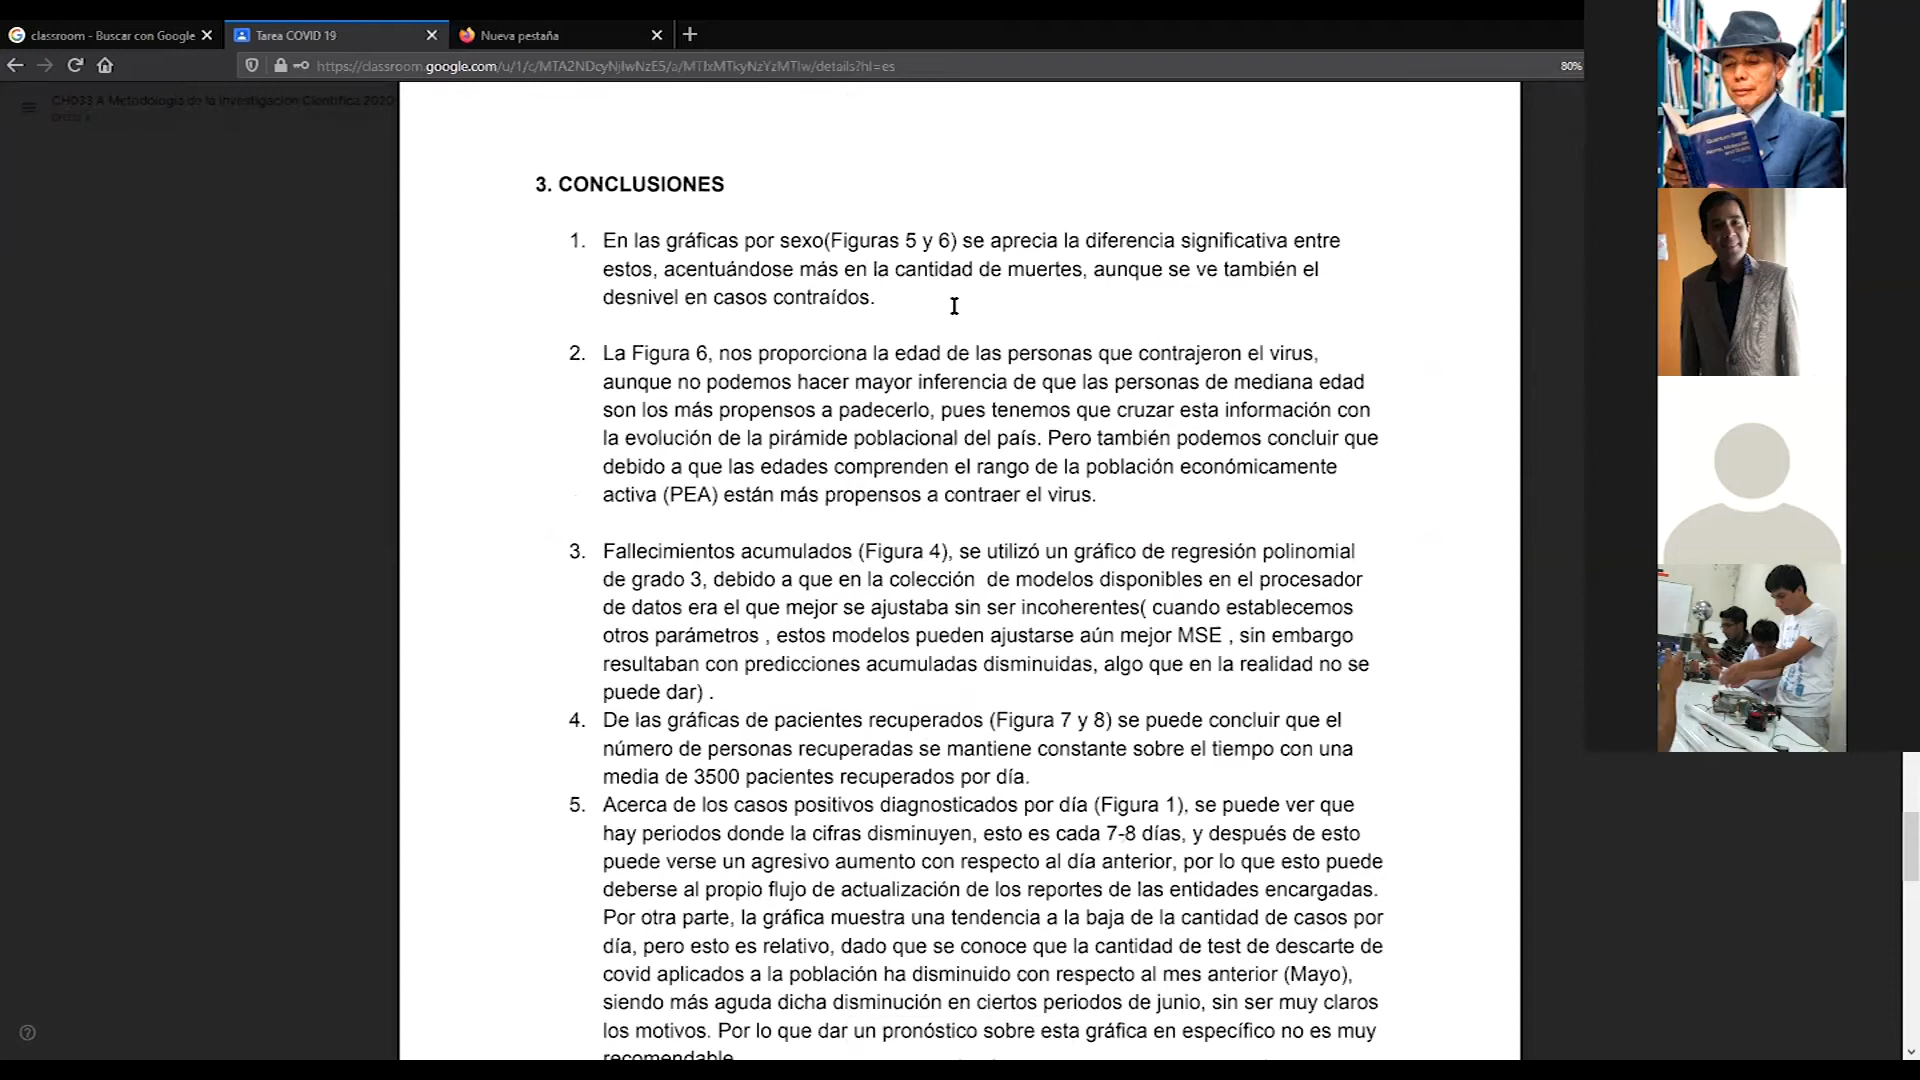 classroom - Buscar con Google
Tarea COVID 19
Nueva pestaña
https://classroom.google.com/u/1/c/MTA2NDcyNjIwNzE5/a/MTIxMTkyNzYzMTIw/details?hl=es
80%
CH033 A Metodología de la Investigación Científica 2020
3. CONCLUSIONES
1. En las gráficas por sexo(Figuras 5 y 6) se aprecia la diferencia significativa entre
estos, acentuándose más en la cantidad de muertes, aunque se ve también el
desnivel en casos contraídos.
2. La Figura 6, nos proporciona la edad de las personas que contrajeron el virus,
aunque no podemos hacer mayor inferencia de que las personas de mediana edad
son los más propensos a padecerlo, pues tenemos que cruzar esta información con
la evolución de la pirámide poblacional del país. Pero también podemos concluir que
debido a que las edades comprenden el rango de la población económicamente
activa (PEA) están más propensos a contraer el virus.
3. Fallecimientos acumulados (Figura 4), se utilizó un gráfico de regresión polinomial
de grado 3, debido a que en la colección  de modelos disponibles en el procesador
de datos era el que mejor se ajustaba sin ser incoherentes( cuando establecemos
otros parámetros , estos modelos pueden ajustarse aún mejor MSE , sin embargo
resultaban con predicciones acumuladas disminuidas, algo que en la realidad no se
puede dar) .
4. De las gráficas de pacientes recuperados (Figura 7 y 8) se puede concluir que el
número de personas recuperadas se mantiene constante sobre el tiempo con una
media de 3500 pacientes recuperados por día.
5. Acerca de los casos positivos diagnosticados por día (Figura 1), se puede ver que
hay periodos donde la cifras disminuyen, esto es cada 7-8 días, y después de esto
puede verse un agresivo aumento con respecto al día anterior, por lo que esto puede
deberse al propio flujo de actualización de los reportes de las entidades encargadas.
Por otra parte, la gráfica muestra una tendencia a la baja de la cantidad de casos por
día, pero esto es relativo, dado que se conoce que la cantidad de test de descarte de
covid aplicados a la población ha disminuido con respecto al mes anterior (Mayo),
siendo más aguda dicha disminución en ciertos periodos de junio, sin ser muy claros
los motivos. Por lo que dar un pronóstico sobre esta gráfica en específico no es muy
recomendable
Quantum States of
Atoms, Molecules
and Solids